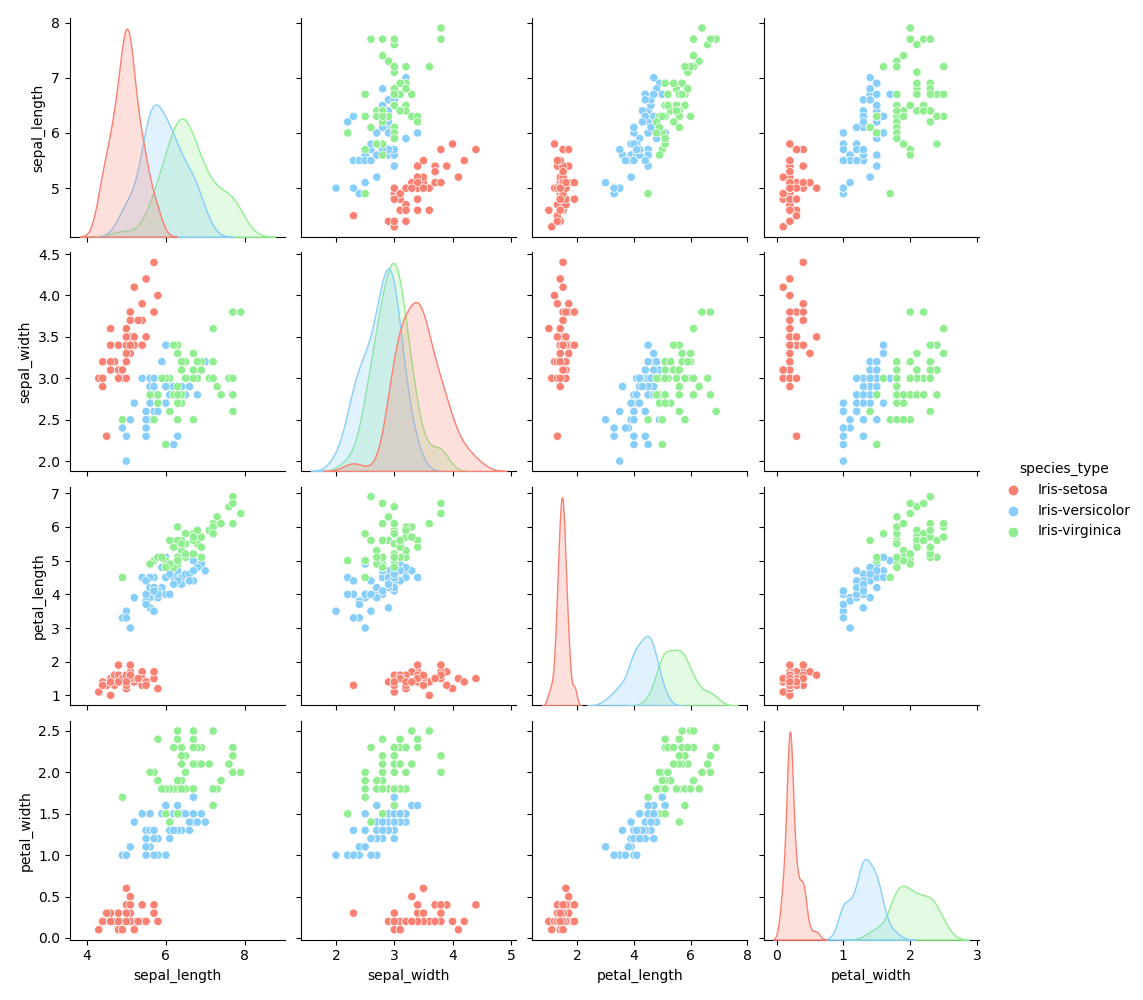 8
7
6
5
sepal_length
4.5
4.0
3.5
3.0
2.5
2.0
sepal_width
species_type
Iris-setosa
Iris-versicolor
Iris-virginica
7
6
5
4
3
2
1
petal_length
2.5
2.0
1.5
1.0
0.5
0.0
petal_width
4 6 8 2 3 4 5 2 4 6 8 0 1 2 3
sepal_length sepal_width petal_length petal_width